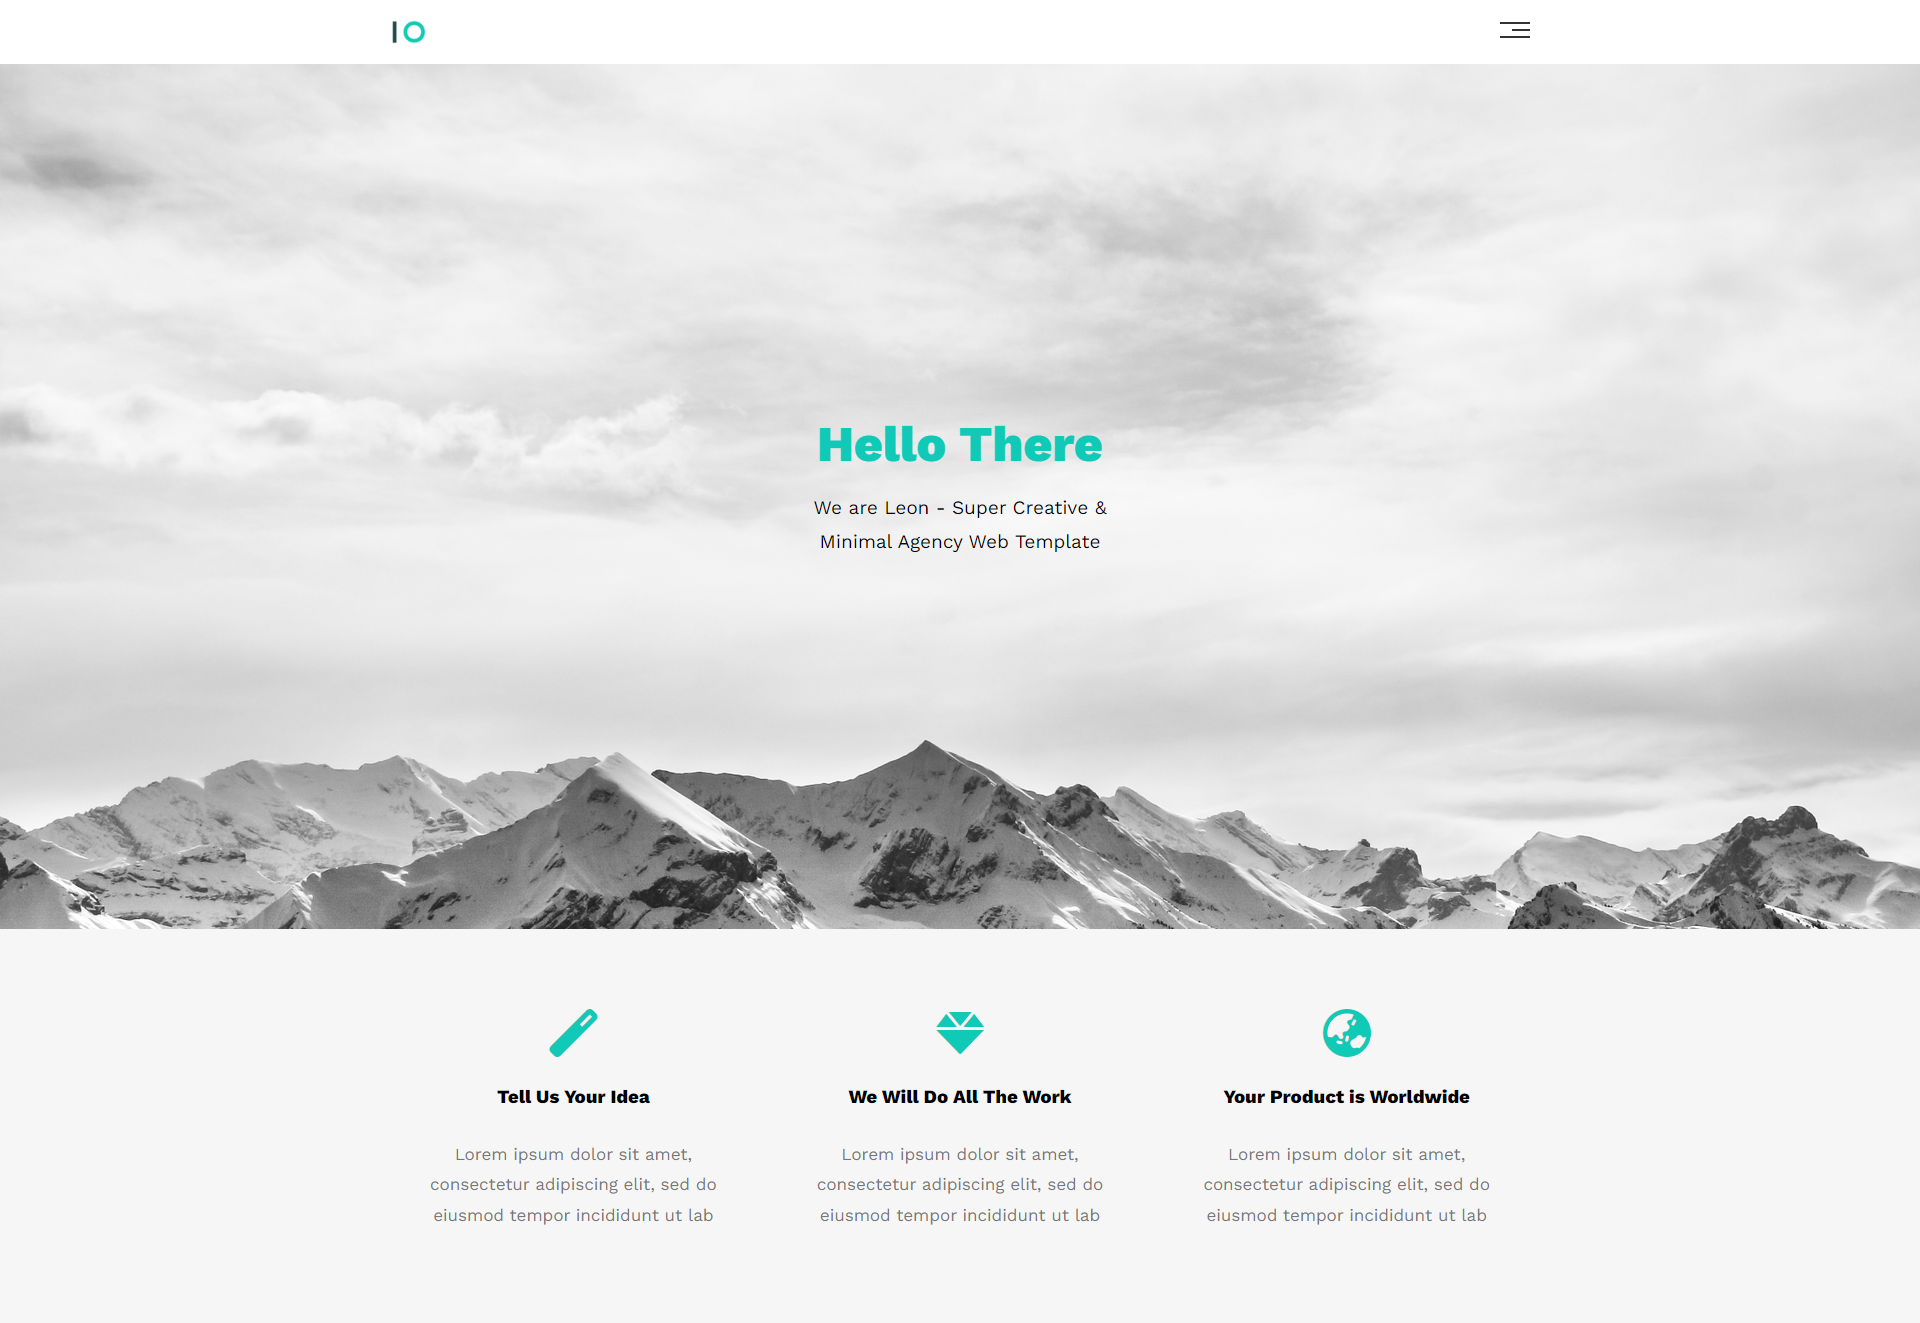 IO
Hello There
We are Leon - Super Creative &
Minimal Agency Web Template
Tell Us Your Idea
We Will Do All The Work
Your Product is Worldwide
Lorem ipsum dolor sit amet,
consectetur adipiscing elit, sed do
eiusmod tempor incididunt ut lab
Lorem ipsum dolor sit amet,
consectetur adipiscing elit, sed do
eiusmod tempor incididunt ut lab
Lorem ipsum dolor sit amet,
consectetur adipiscing elit, sed do
eiusmod tempor incididunt ut lab